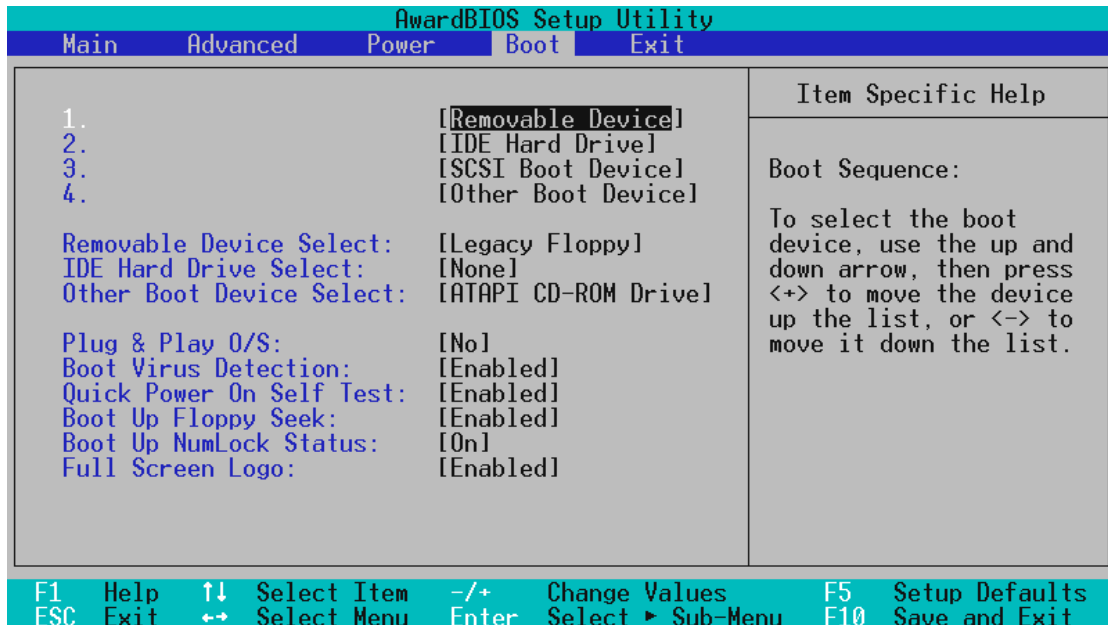 AwardBIOS Setup Utility
Main Advanced Power Boot Exit
Item Specific Help
1. [Removable Device]
2. [IDE Hard Drive]
3. [SCSI Boot Device]
4. [Other Boot Device]
Removable Device Select: [Legacy Floppy]
IDE Hard Drive Select: [None]
Other Boot Device Select: [ATAPI CD-ROM Drive]
Plug & Play O/S: [No]
Boot Virus Detection: [Enabled]
Quick Power On Self Test: [Enabled]
Boot Up Floppy Seek: [Enabled]
Boot Up NumLock Status: [On]
Full Screen Logo: [Enabled]
Boot Sequence:
To select the boot
device, use the up and
down arrow, then press
<+> to move the device
up the list, or <-> to
move it down the list.
F1 Help ↑↓ Select Item -/+ Change Values F5 Setup Defaults
ESC Exit ←→ Select Menu Enter Select ► Sub-Menu F10 Save and Exit